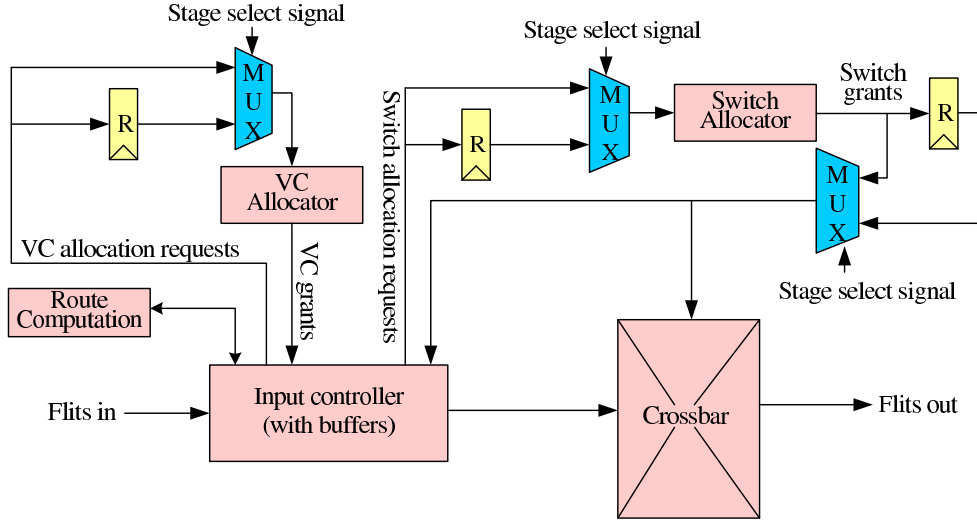 Stage select signal
Stage select signal
M
U
X
R
M
U
X
R
Switch
Allocator
Switch
grants
R
VC
Allocator
M
U
X
Switch allocation requests
VC allocation requests
VC grants
Stage select signal
Route
Computation
Input controller
(with buffers)
Flits in
Crossbar
Flits out